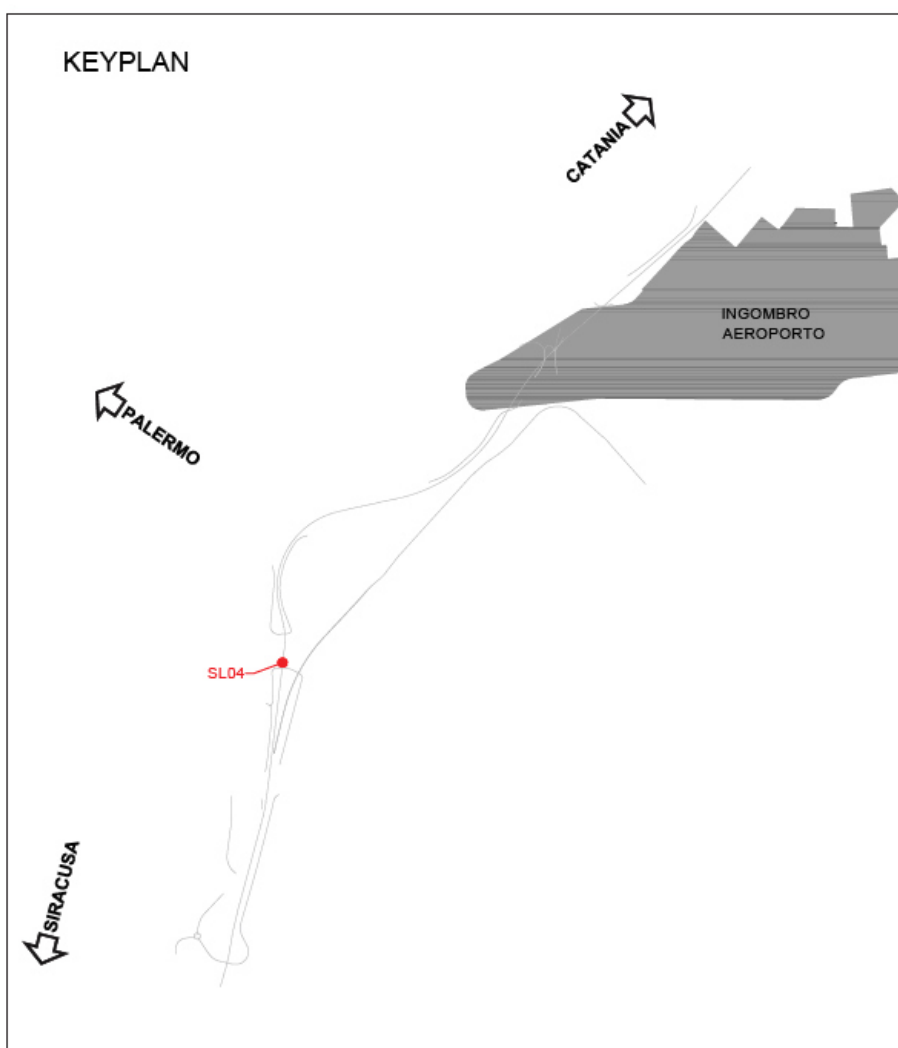 KEYPLAN
CATANIA
INGOMBRO
AEROPORTO
PALERMO
SL04
SIRACUSA